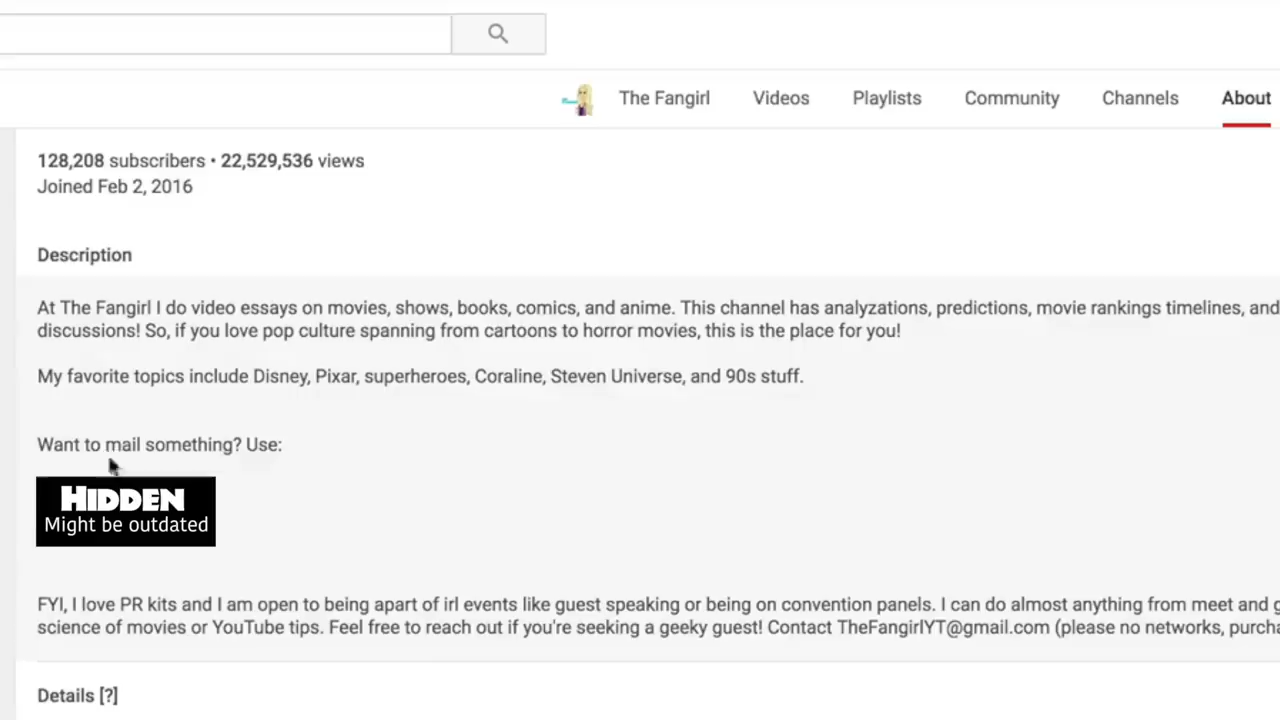 The Fangirl Videos Playlists Community Channels About
128,208 subscribers • 22,529,536 views
Joined Feb 2, 2016
Description
At The Fangirl I do video essays on movies, shows, books, comics, and anime. This channel has analyzations, predictions, movie rankings timelines, and
discussions! So, if you love pop culture spanning from cartoons to horror movies, this is the place for you!
My favorite topics include Disney, Pixar, superheroes, Coraline, Steven Universe, and 90s stuff.
Want to mail something? Use:
HIDDEN
Might be outdated
FYI, I love PR kits and I am open to being apart of irl events like guest speaking or being on convention panels. I can do almost anything from meet and
science of movies or YouTube tips. Feel free to reach out if you're seeking a geeky guest! Contact TheFangirlYT@gmail.com (please no networks,
Details [?]